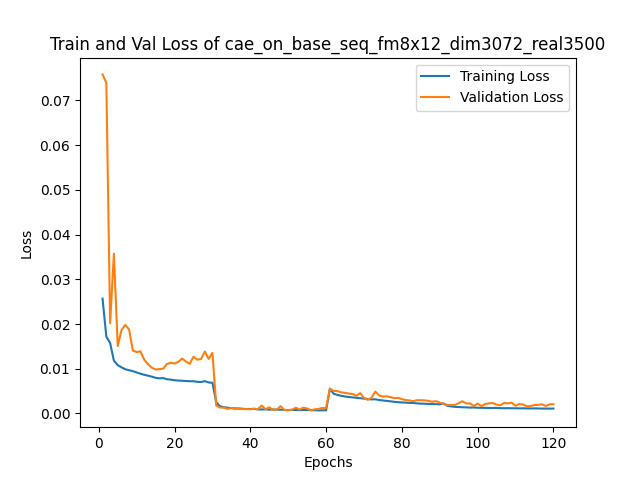 Train and Val Loss of cae_on_base_seq_fm8x12_dim3072_real3500
Training Loss
Validation Loss
0.07
0.06
0.05
0.04
0.03
0.02
0.01
0.00
Loss
0 20 40 60 80 100 120
Epochs